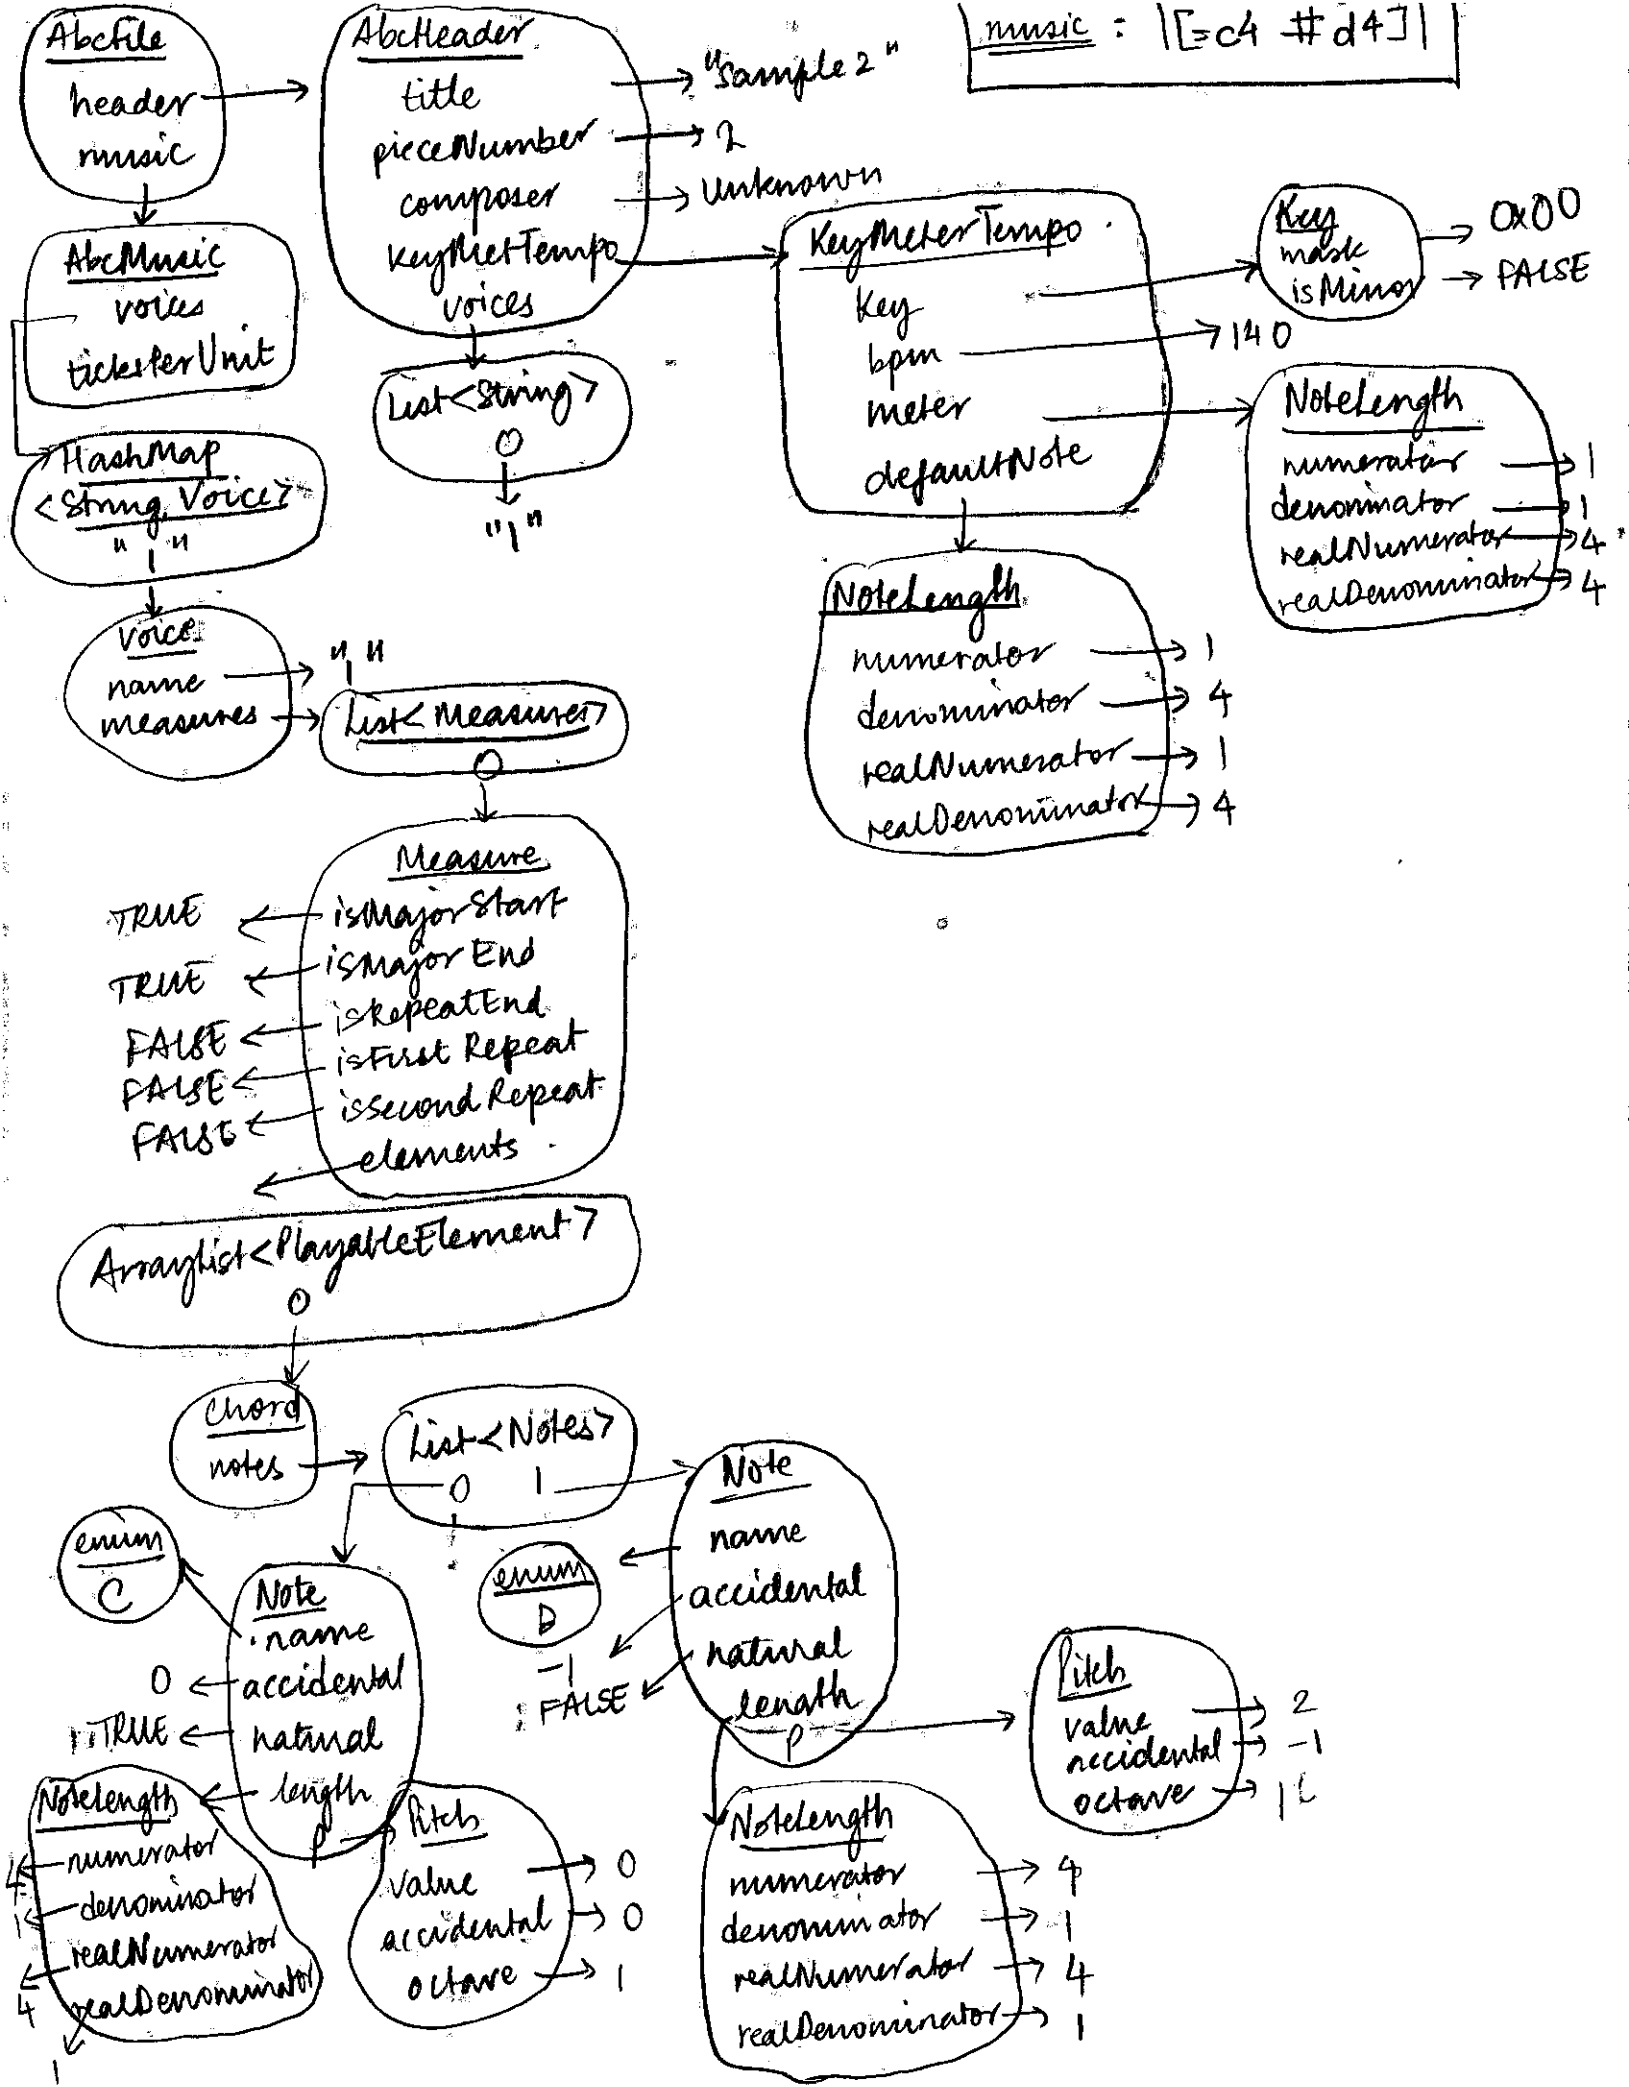 music : |[=c4 #d4]|
AbcFile
header
music
AbcHeader
title
"Sample 2"
pieceNumber
2
composer
Unknown
KeyMetTempo
voices
List<String>
0
"1"
AbcMusic
voices
ticksPerUnit
HashMap
<String, Voice>
"1"
Voice
name
"1"
measures
List<Measures>
0
KeyMeterTempo
Key
bpm
140
meter
defaultNote
Key
mask
0x00
isMinor
FALSE
NoteLength
numerator
1
denominator
1
realNumerator
4
realDenominator
4
NoteLength
numerator
1
denominator
4
realNumerator
1
realDenominator
4
Measure
TRUE
isMajorStart
TRUE
isMajorEnd
FALSE
isRepeatEnd
FALSE
isFirstRepeat
FALSE
isSecondRepeat
elements
ArrayList<PlayableElement>
0
Chord
notes
List<Notes>
0 1
enum
C
Note
name
0
accidental
TRUE
natural
length
P
NoteLength
4
numerator
1
denominator
realNumerator
4
realDenominator
1
Pitch
value
0
accidental
0
octave
1
Note
name
accidental
natural
length
P
enum
D
-1
FALSE
Pitch
value
2
accidental
-1
octave
1
NoteLength
numerator
4
denominator
1
realNumerator
4
realDenominator
1